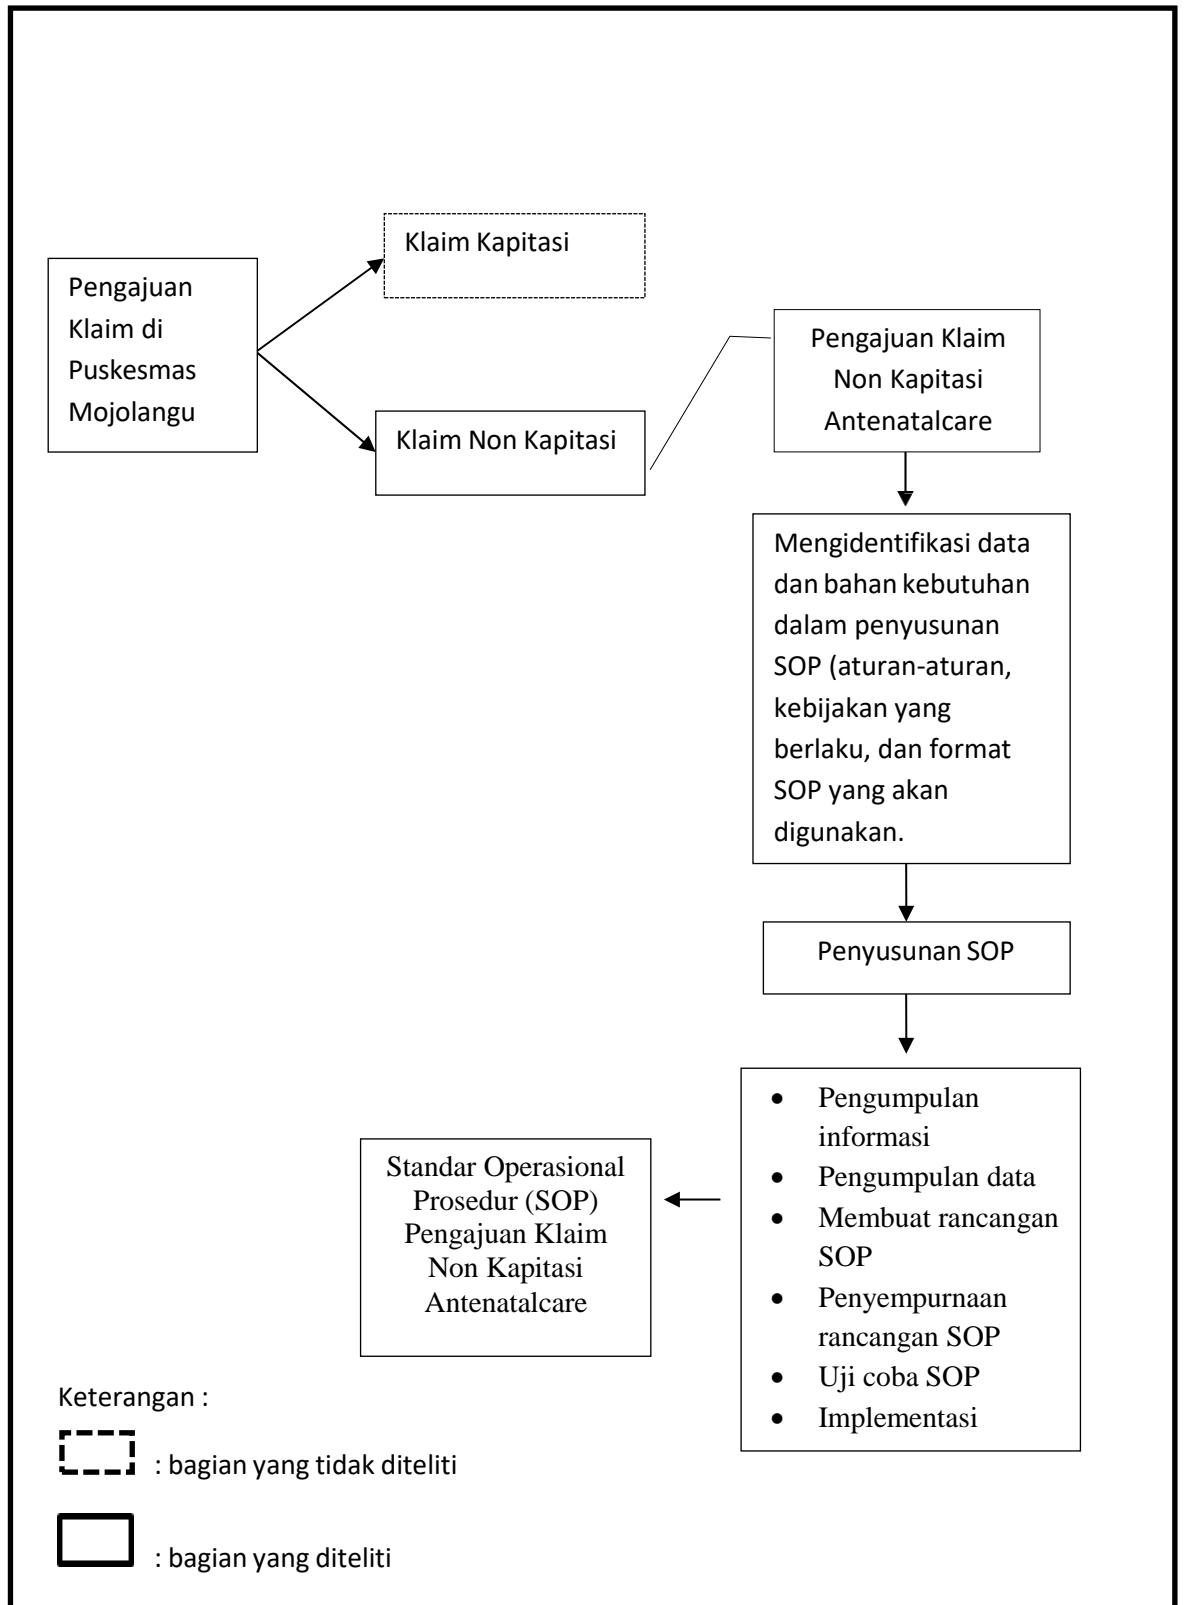 Klaim Kapitasi
Pengajuan
Klaim di
Puskesmas
Mojolangu
Klaim Non Kapitasi
Pengajuan Klaim
Non Kapitasi
Antenatalcare
Mengidentifikasi data
dan bahan kebutuhan
dalam penyusunan
SOP (aturan-aturan,
kebijakan yang
berlaku, dan format
SOP yang akan
digunakan.
Penyusunan SOP
• Pengumpulan
informasi
• Pengumpulan data
• Membuat rancangan
SOP
• Penyempurnaan
rancangan SOP
• Uji coba SOP
• Implementasi
Standar Operasional
Prosedur (SOP)
Pengajuan Klaim
Non Kapitasi
Antenatalcare
Keterangan :
: bagian yang tidak diteliti
: bagian yang diteliti